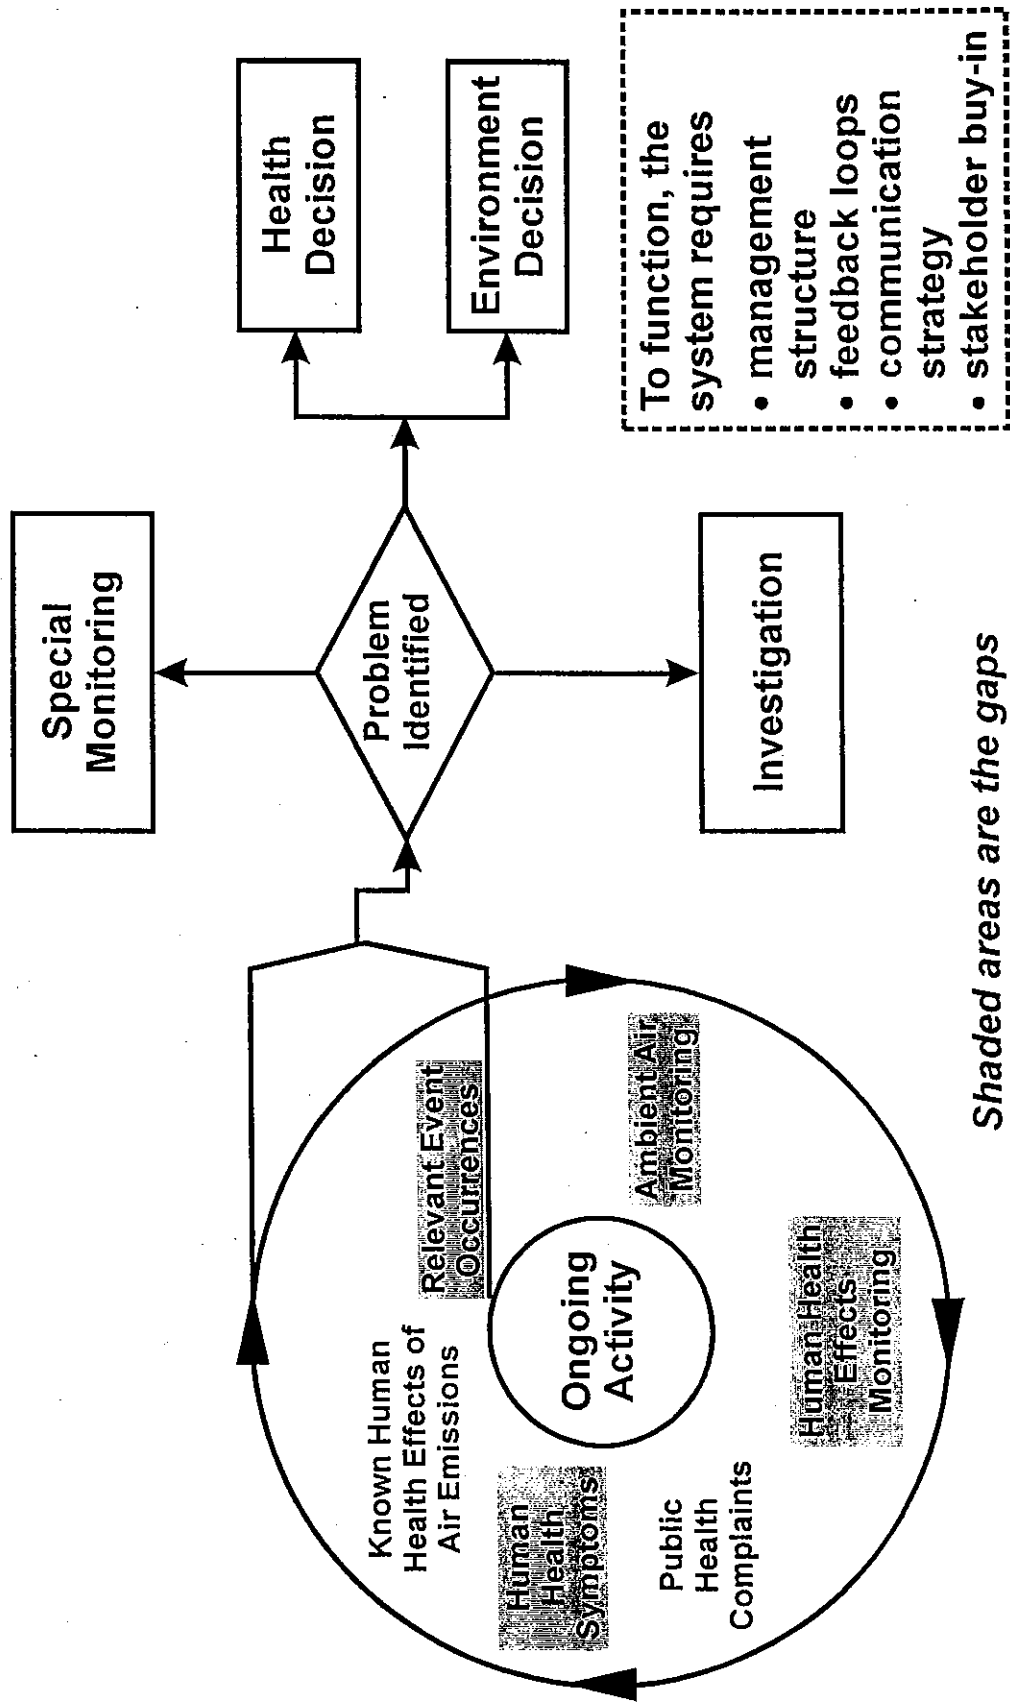 Known Human
Health Effects of
Air Emissions
Relevant Event
Occurrences
Human
Health
Symptoms
Ongoing
Activity
Ambient Air
Monitoring
Public
Health
Complaints
Human Health
Effects
Monitoring
Special
Monitoring
Problem
Identified
Investigation
Health
Decision
Environment
Decision
To function, the
system requires
• management
structure
• feedback loops
• communication
strategy
• stakeholder buy-in
Shaded areas are the gaps